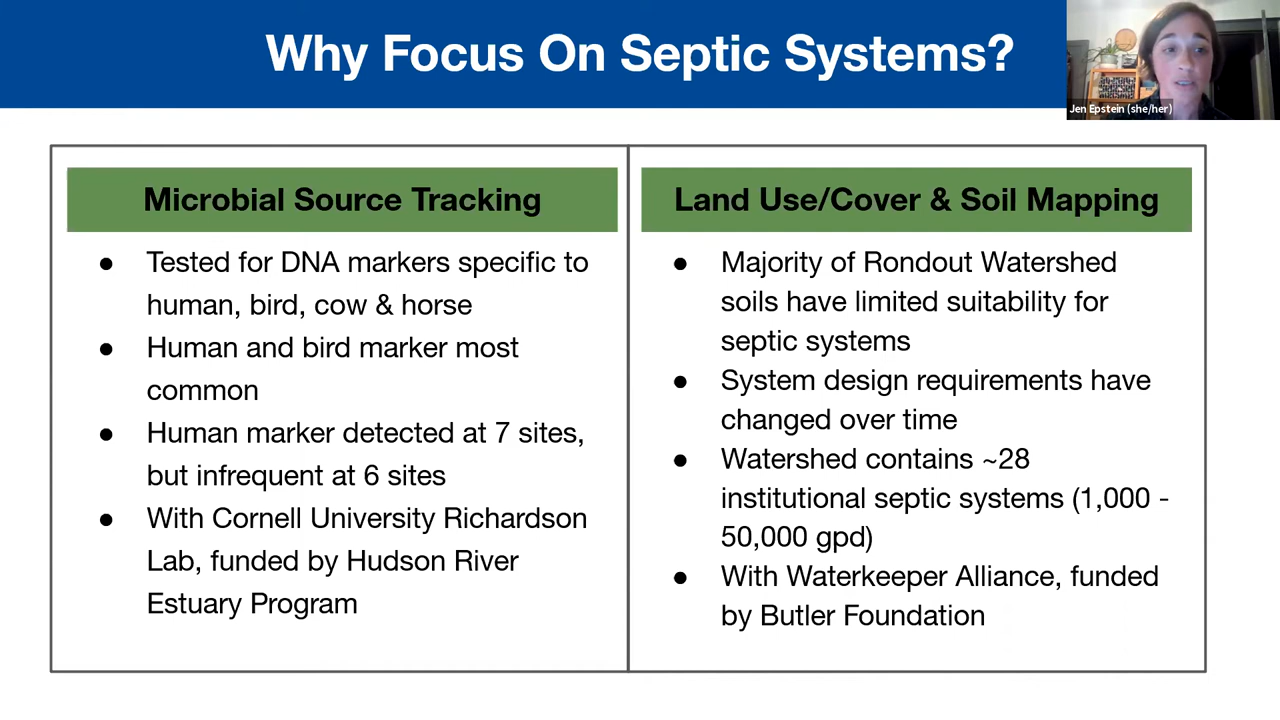 Why Focus On Septic Systems?
Jen Epstein (she/her)
Microbial Source Tracking
● Tested for DNA markers specific to
human, bird, cow & horse
● Human and bird marker most
common
● Human marker detected at 7 sites,
but infrequent at 6 sites
● With Cornell University Richardson
Lab, funded by Hudson River
Estuary Program
Land Use/Cover & Soil Mapping
● Majority of Rondout Watershed
soils have limited suitability for
septic systems
● System design requirements have
changed over time
● Watershed contains ~28
institutional septic systems (1,000 -
50,000 gpd)
● With Waterkeeper Alliance, funded
by Butler Foundation